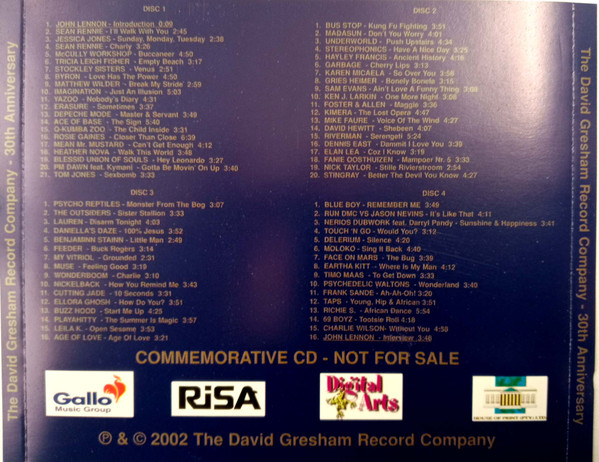 The David Gresham Record Company - 30th Anniversary
DISC 1
1. JOHN LENNON - Introduction 0:09
2. SEAN RENNIE - I'll Walk With You 2:45
3. JESSICA JONES - Sunday, Monday, Tuesday 2:38
4. SEAN RENNIE - Charly 3:26
5. McCULLY WORKSHOP - Buccaneer 4:50
6. TRICIA LEIGH FISHER - Empty Beach 3:17
7. STOCKLEY SISTERS - Venus 2:51
8. BYRON - Love Has The Power 4:50
9. MATTHEW WILDER - Break My Stride 2:59
10. IMAGINATION - Just An Illusion 5:03
11. YAZOO - Nobody's Diary 4:31
12. ERASURE - Sometimes 3:37
13. DEPECHE MODE - Master & Servant 3:49
14. ACE OF BASE - The Sign 5:40
15. G-KUMBA ZOO - The Child Inside 3:31
16. ROSIE GAINES - Closer Than Close 6:39
17. MEAN Mr. MUSTARD - Can't Get Enough 4:12
18. HEATHER NOVA - Walk This World 3:48
19. BLESSID UNION OF SOULS - Hey Leonardo 3:27
20. PM DAWN feat. Kymani - Gotta Be Movin' On Up 3:40
21. TOM JONES - Sexbomb 3:33
DISC 2
1. BUS STOP - Kung Fu Fighting 3:51
2. MABASUN - Don't You Worry 4:01
3. UNDERWORLD - Push Upstairs 4:34
4. STEREOPHONICS - Have A Nice Day 3:25
5. HAYLEY FRANCIS - Ancient History 4:16
6. GARBAGE - Cherry Lips 3:13
7. KAREN MICAELA - So Over You 3:58
8. GRIES HEIMER - Bonely Borete 3:15
9. SAM EVANS - Ain't Love A Funny Thing 3:08
10. KEN J. LARKIN - One More Night 3:06
11. FOSTER & ALLEN - Maggie 3:36
12. KIMERA - The Lost Opera 4:47
13. MIKE FAURE - Voice Of The Wind 4:27
14. DAVID HEWITT - Shebeen 4:07
15. RIVERMAN - Serengeti 5:24
16. DENNIS EAST - Dammit I Love You 3:39
17. ELAN LEA - Coz I Know 3:19
18. FANIE OOSTHUIZEN - Mampoer Nr. 5 3:33
19. NICK TAYLOR - Stille Rivierstroom 2:54
20. STINGRAY - Better The Devil You Know 4:27
DISC 3
1. PSYCHO REPTILES - Monster From The Bog 3:07
2. THE OUTSIDERS - Sister Stallion 3:33
3. LAUREN - Disarm Tonight 4:03
4. DANIELLA'S DAZE - 100% Jesus 3:52
5. BENJAMINN STAINN - Little Man 2:49
6. FEEDER - Buck Rogers 3:14
7. MY VITRIOL - Grounded 2:31
8. MUSE - Feeling Good 3:19
9. WONDERBOOM - Charlie 3:10
10. NICKELBACK - How You Remind Me 3:43
11. CUTTING JADE - 10 Seconds 3:31
12. ELLORA GHOSH - How Do You? 3:51
13. BUZZ HOOD - Start Me Up 4:25
14. PLAYAHITTY - The Summer Is Magic 3:57
15. LEILA K. - Open Sesame 3:53
16. AGE OF LOVE - Age Of Love 3:21
DISC 4
1. BLUE BOY - REMEMBER ME 3:49
2. RUN DMC VS JASON NEVINS - It's Like That 4:11
3. NERIOS DUBWORK feat. Darryl Pandy - Sunshine & Happiness 3:41
4. TOUCH 'N GO - Would You? 3:12
5. DELERIUM - Silence 4:20
6. MOLOKO - Sing It Back 4:40
7. FACE ON MARS - The Bug 3:39
8. EARTHA KITT - Where Is My Man 4:12
9. TIMO MAAS - To Get Down 3:33
10. PSYCHEDELIC WALTONS - Wonderland 3:40
11. FRANK SANDE - Ah-Ah-Oh! 3:20
12. TAPS - Young, Hip & African 3:51
13. RICHIE S. - African Dance 5:54
14. 69 BOYZ - Tootsie Roll 4:18
15. CHARLIE WILSON- Without You 4:58
16. JOHN LENNON - Interview 3:48
The David Gresham Record Company - 30th Anniversary
COMMEMORATIVE CD - NOT FOR SALE
Gallo
Music Group
RiSA
Digital
Arts
℗ & © 2002 The David Gresham Record Company